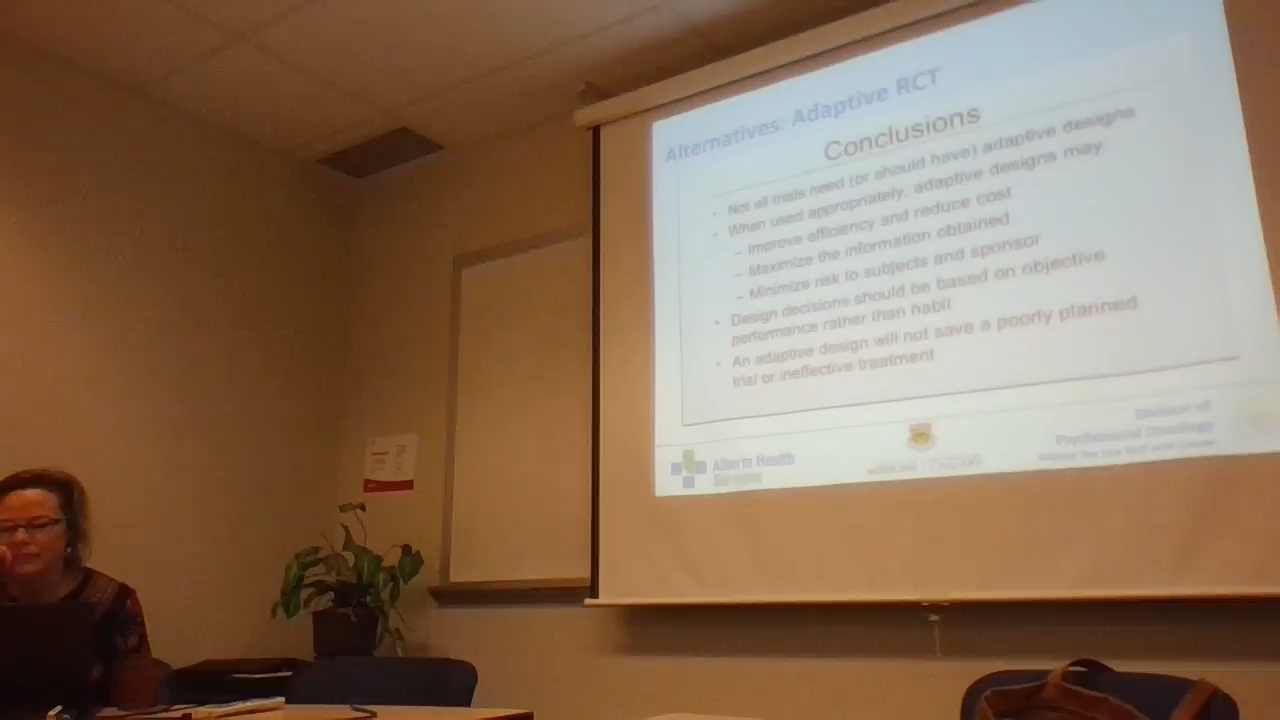 Alternatives: Adaptive RCT
Conclusions
• Not all trials need (or should have) adaptive designs
• When used appropriately, adaptive designs may
– Improve efficiency and reduce cost
– Maximize the information obtained
– Minimize risk to subjects and sponsor
• Design decisions should be based on objective
performance rather than habit
• An adaptive design will not save a poorly planned
trial or ineffective treatment
Alberta Health
Services
Division of
Psychosocial Oncology